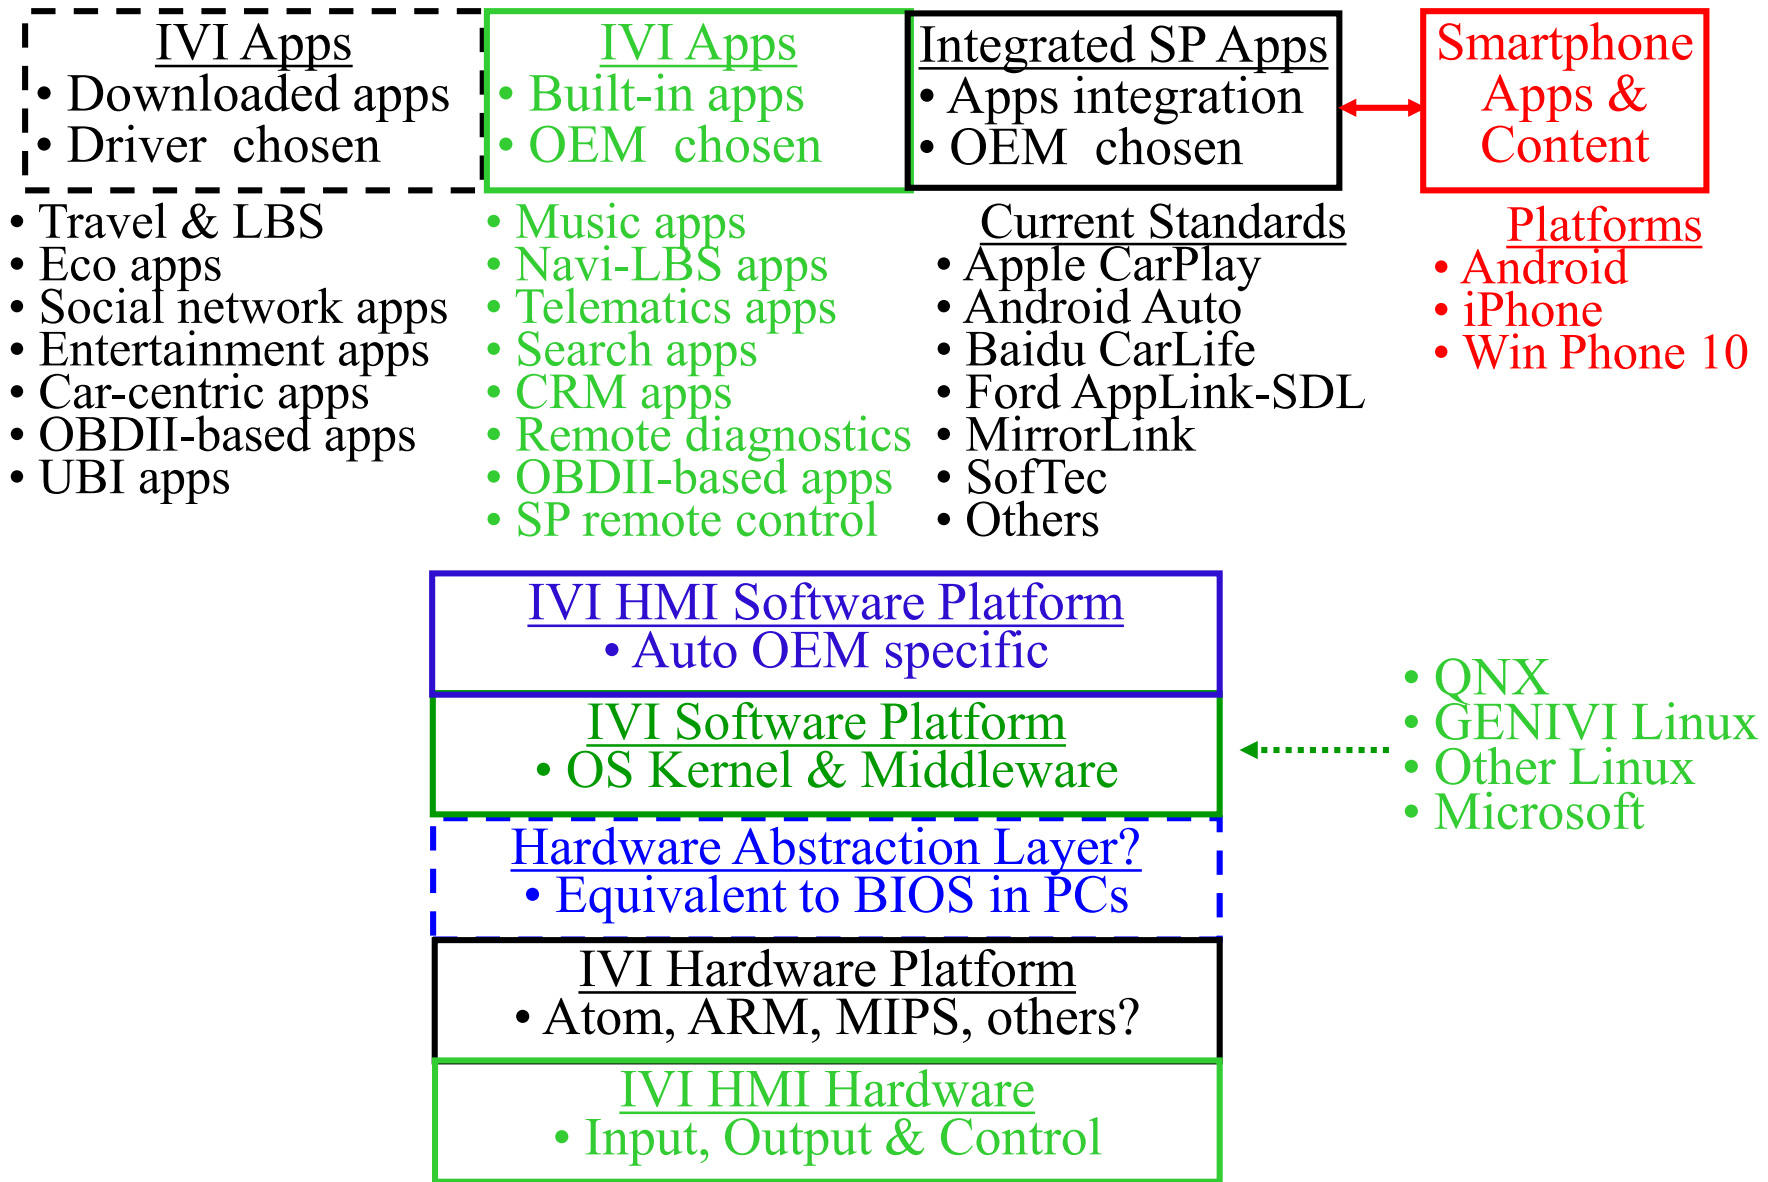 IVI Apps
• Downloaded apps
• Driver chosen
IVI Apps
• Built-in apps
• OEM chosen
Integrated SP Apps
• Apps integration
• OEM chosen
Smartphone
Apps &
Content
• Travel & LBS
• Eco apps
• Social network apps
• Entertainment apps
• Car-centric apps
• OBDII-based apps
• UBI apps
• Music apps
• Navi-LBS apps
• Telematics apps
• Search apps
• CRM apps
• Remote diagnostics
• OBDII-based apps
• SP remote control
Current Standards
• Apple CarPlay
• Android Auto
• Baidu CarLife
• Ford AppLink-SDL
• MirrorLink
• SofTec
• Others
Platforms
• Android
• iPhone
• Win Phone 10
IVI HMI Software Platform
• Auto OEM specific
IVI Software Platform
• OS Kernel & Middleware
• QNX
• GENIVI Linux
• Other Linux
• Microsoft
Hardware Abstraction Layer?
• Equivalent to BIOS in PCs
IVI Hardware Platform
• Atom, ARM, MIPS, others?
IVI HMI Hardware
• Input, Output & Control